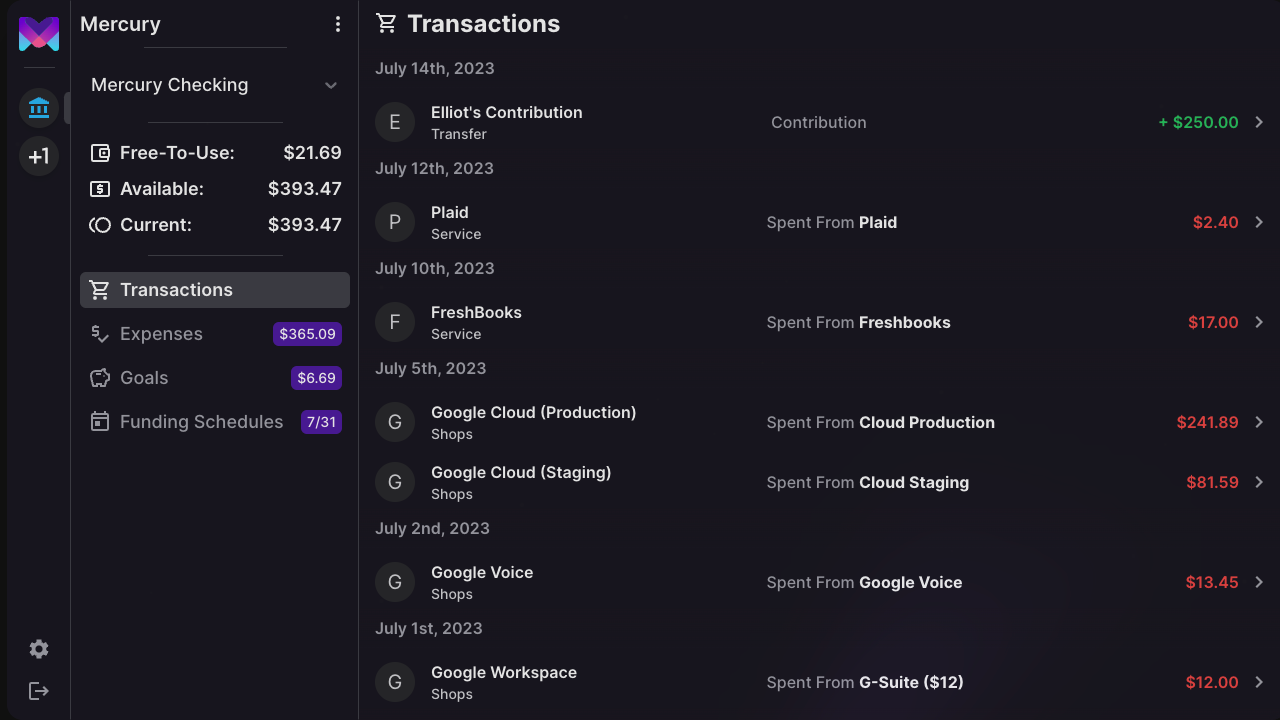 Mercury
Mercury Checking
+1
Free-To-Use: $21.69
Available: $393.47
Current: $393.47
Transactions
Expenses $365.09
Goals $6.69
Funding Schedules 7/31
Transactions
July 14th, 2023
E Elliot's Contribution Contribution + $250.00
Transfer
July 12th, 2023
P Plaid Spent From Plaid $2.40
Service
July 10th, 2023
F FreshBooks Spent From Freshbooks $17.00
Service
July 5th, 2023
G Google Cloud (Production) Spent From Cloud Production $241.89
Shops
G Google Cloud (Staging) Spent From Cloud Staging $81.59
Shops
July 2nd, 2023
G Google Voice Spent From Google Voice $13.45
Shops
July 1st, 2023
G Google Workspace Spent From G-Suite ($12) $12.00
Shops